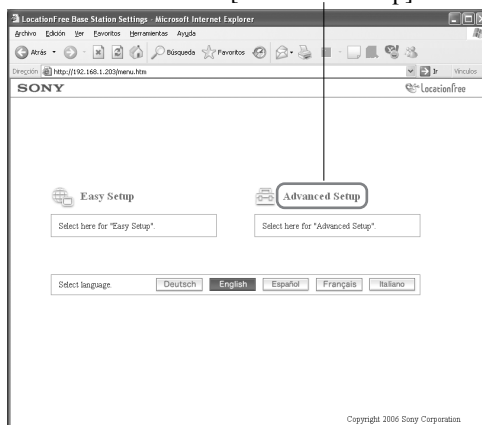 LocationFree Base Station Settings - Microsoft Internet Explorer
Archivo Edición Ver Favoritos Herramientas Ayuda
Atrás Búsqueda Favoritos
Dirección http://192.168.1.203/menu.htm Ir Vínculos
SONY LocationFree
Easy Setup Advanced Setup
Select here for "Easy Setup". Select here for "Advanced Setup".
Select language. Deutsch English Español Français Italiano
Copyright 2006 Sony Corporation